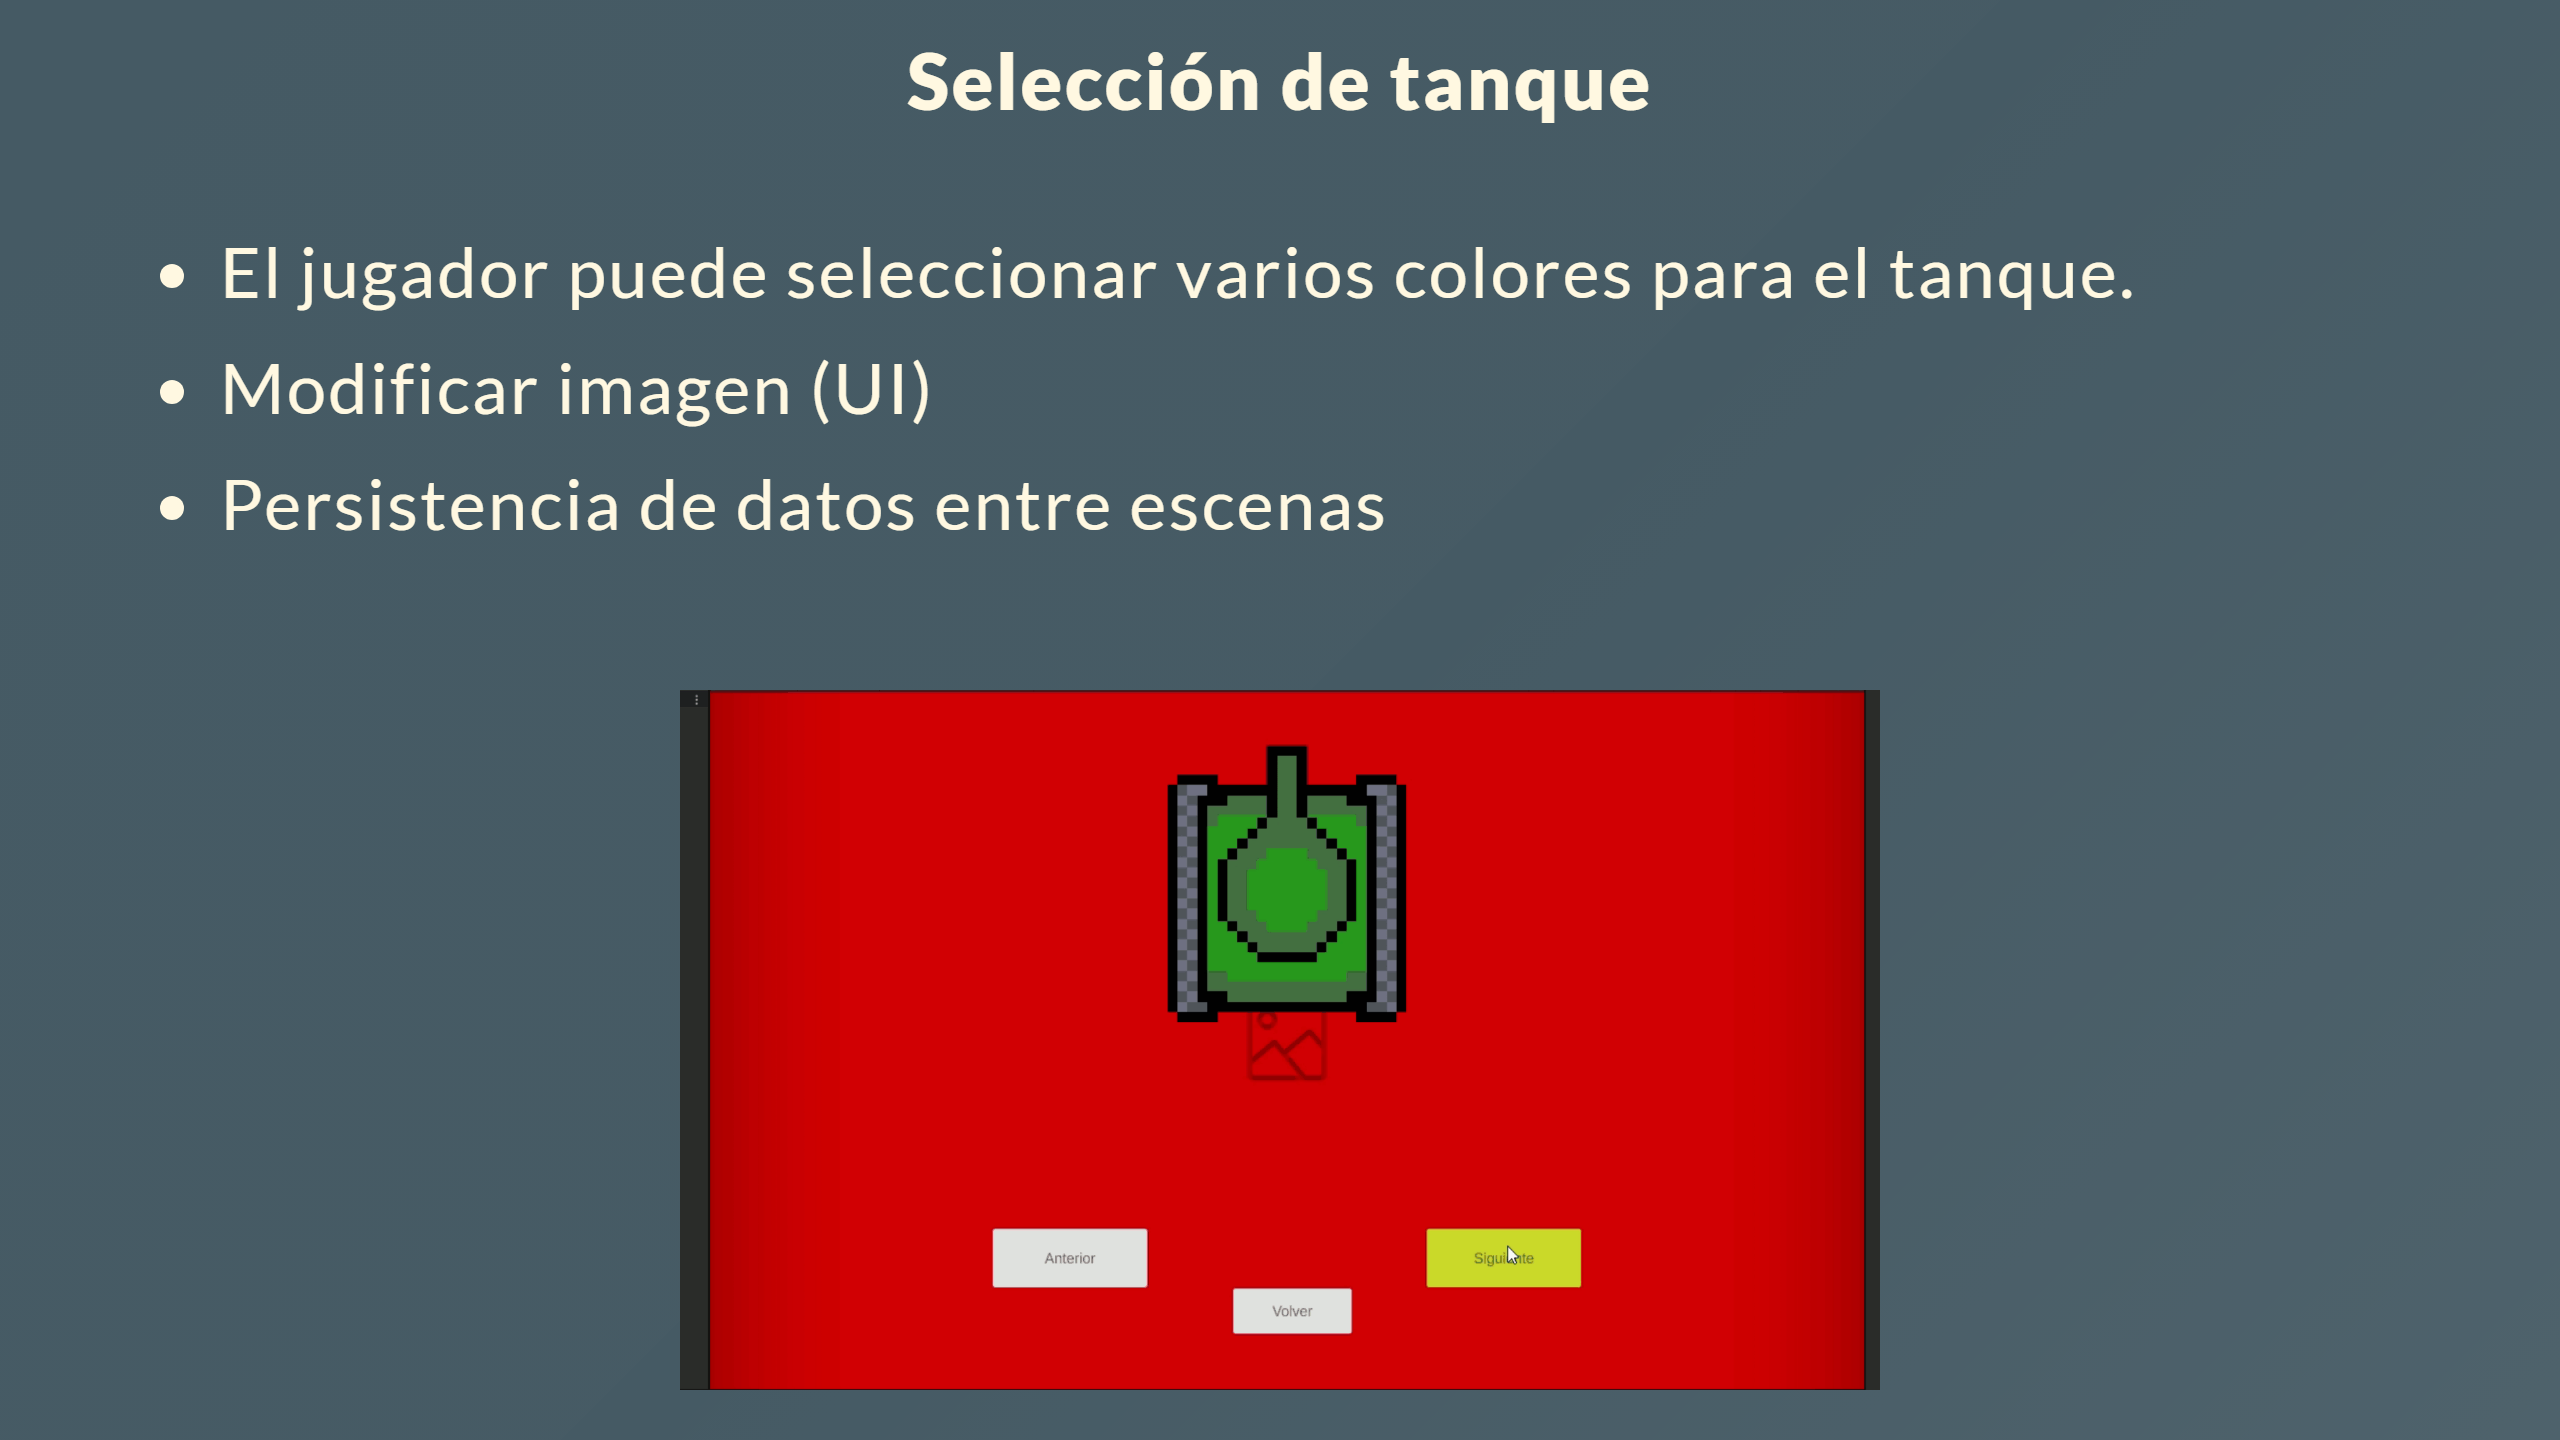 Selección de tanque
• El jugador puede seleccionar varios colores para el tanque.
• Modificar imagen (UI)
• Persistencia de datos entre escenas
Anterior
Siguiente
Volver